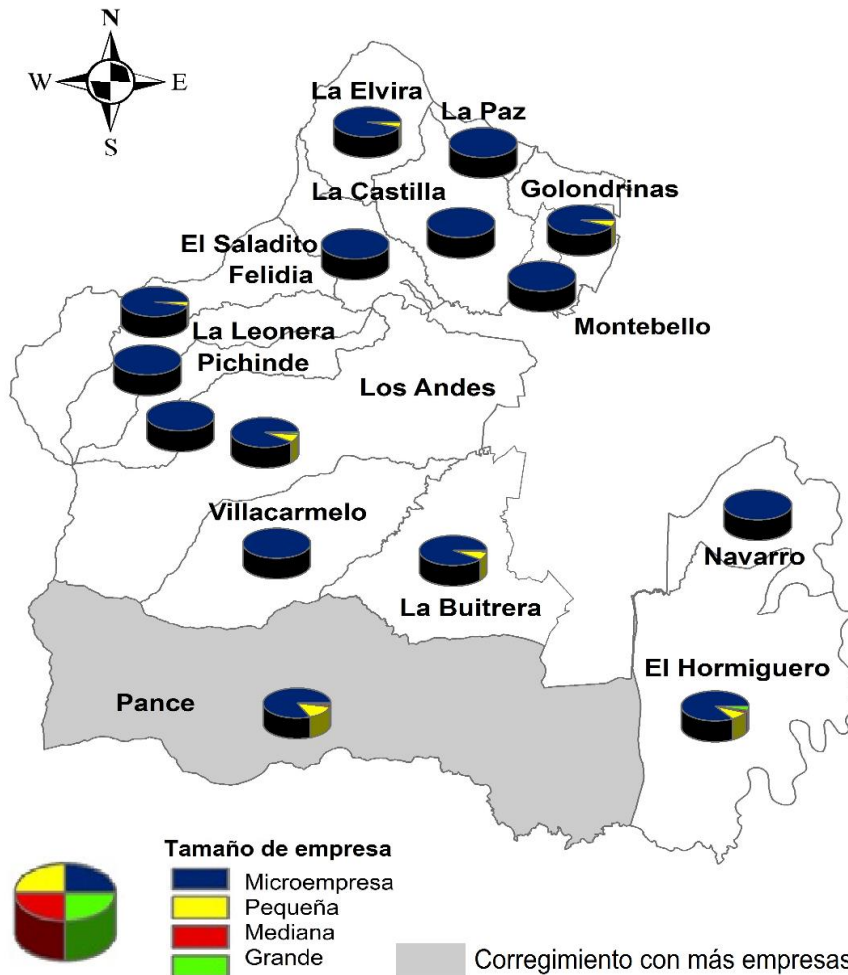 N
W E
S
La Elvira
La Paz
La Castilla
Golondrinas
El Saladito
Felidia
Montebello
La Leonera
Pichinde
Los Andes
Villacarmelo
Navarro
La Buitrera
El Hormiguero
Pance
Tamaño de empresa
Microempresa
Pequeña
Mediana
Grande
Corregimiento con más empresas